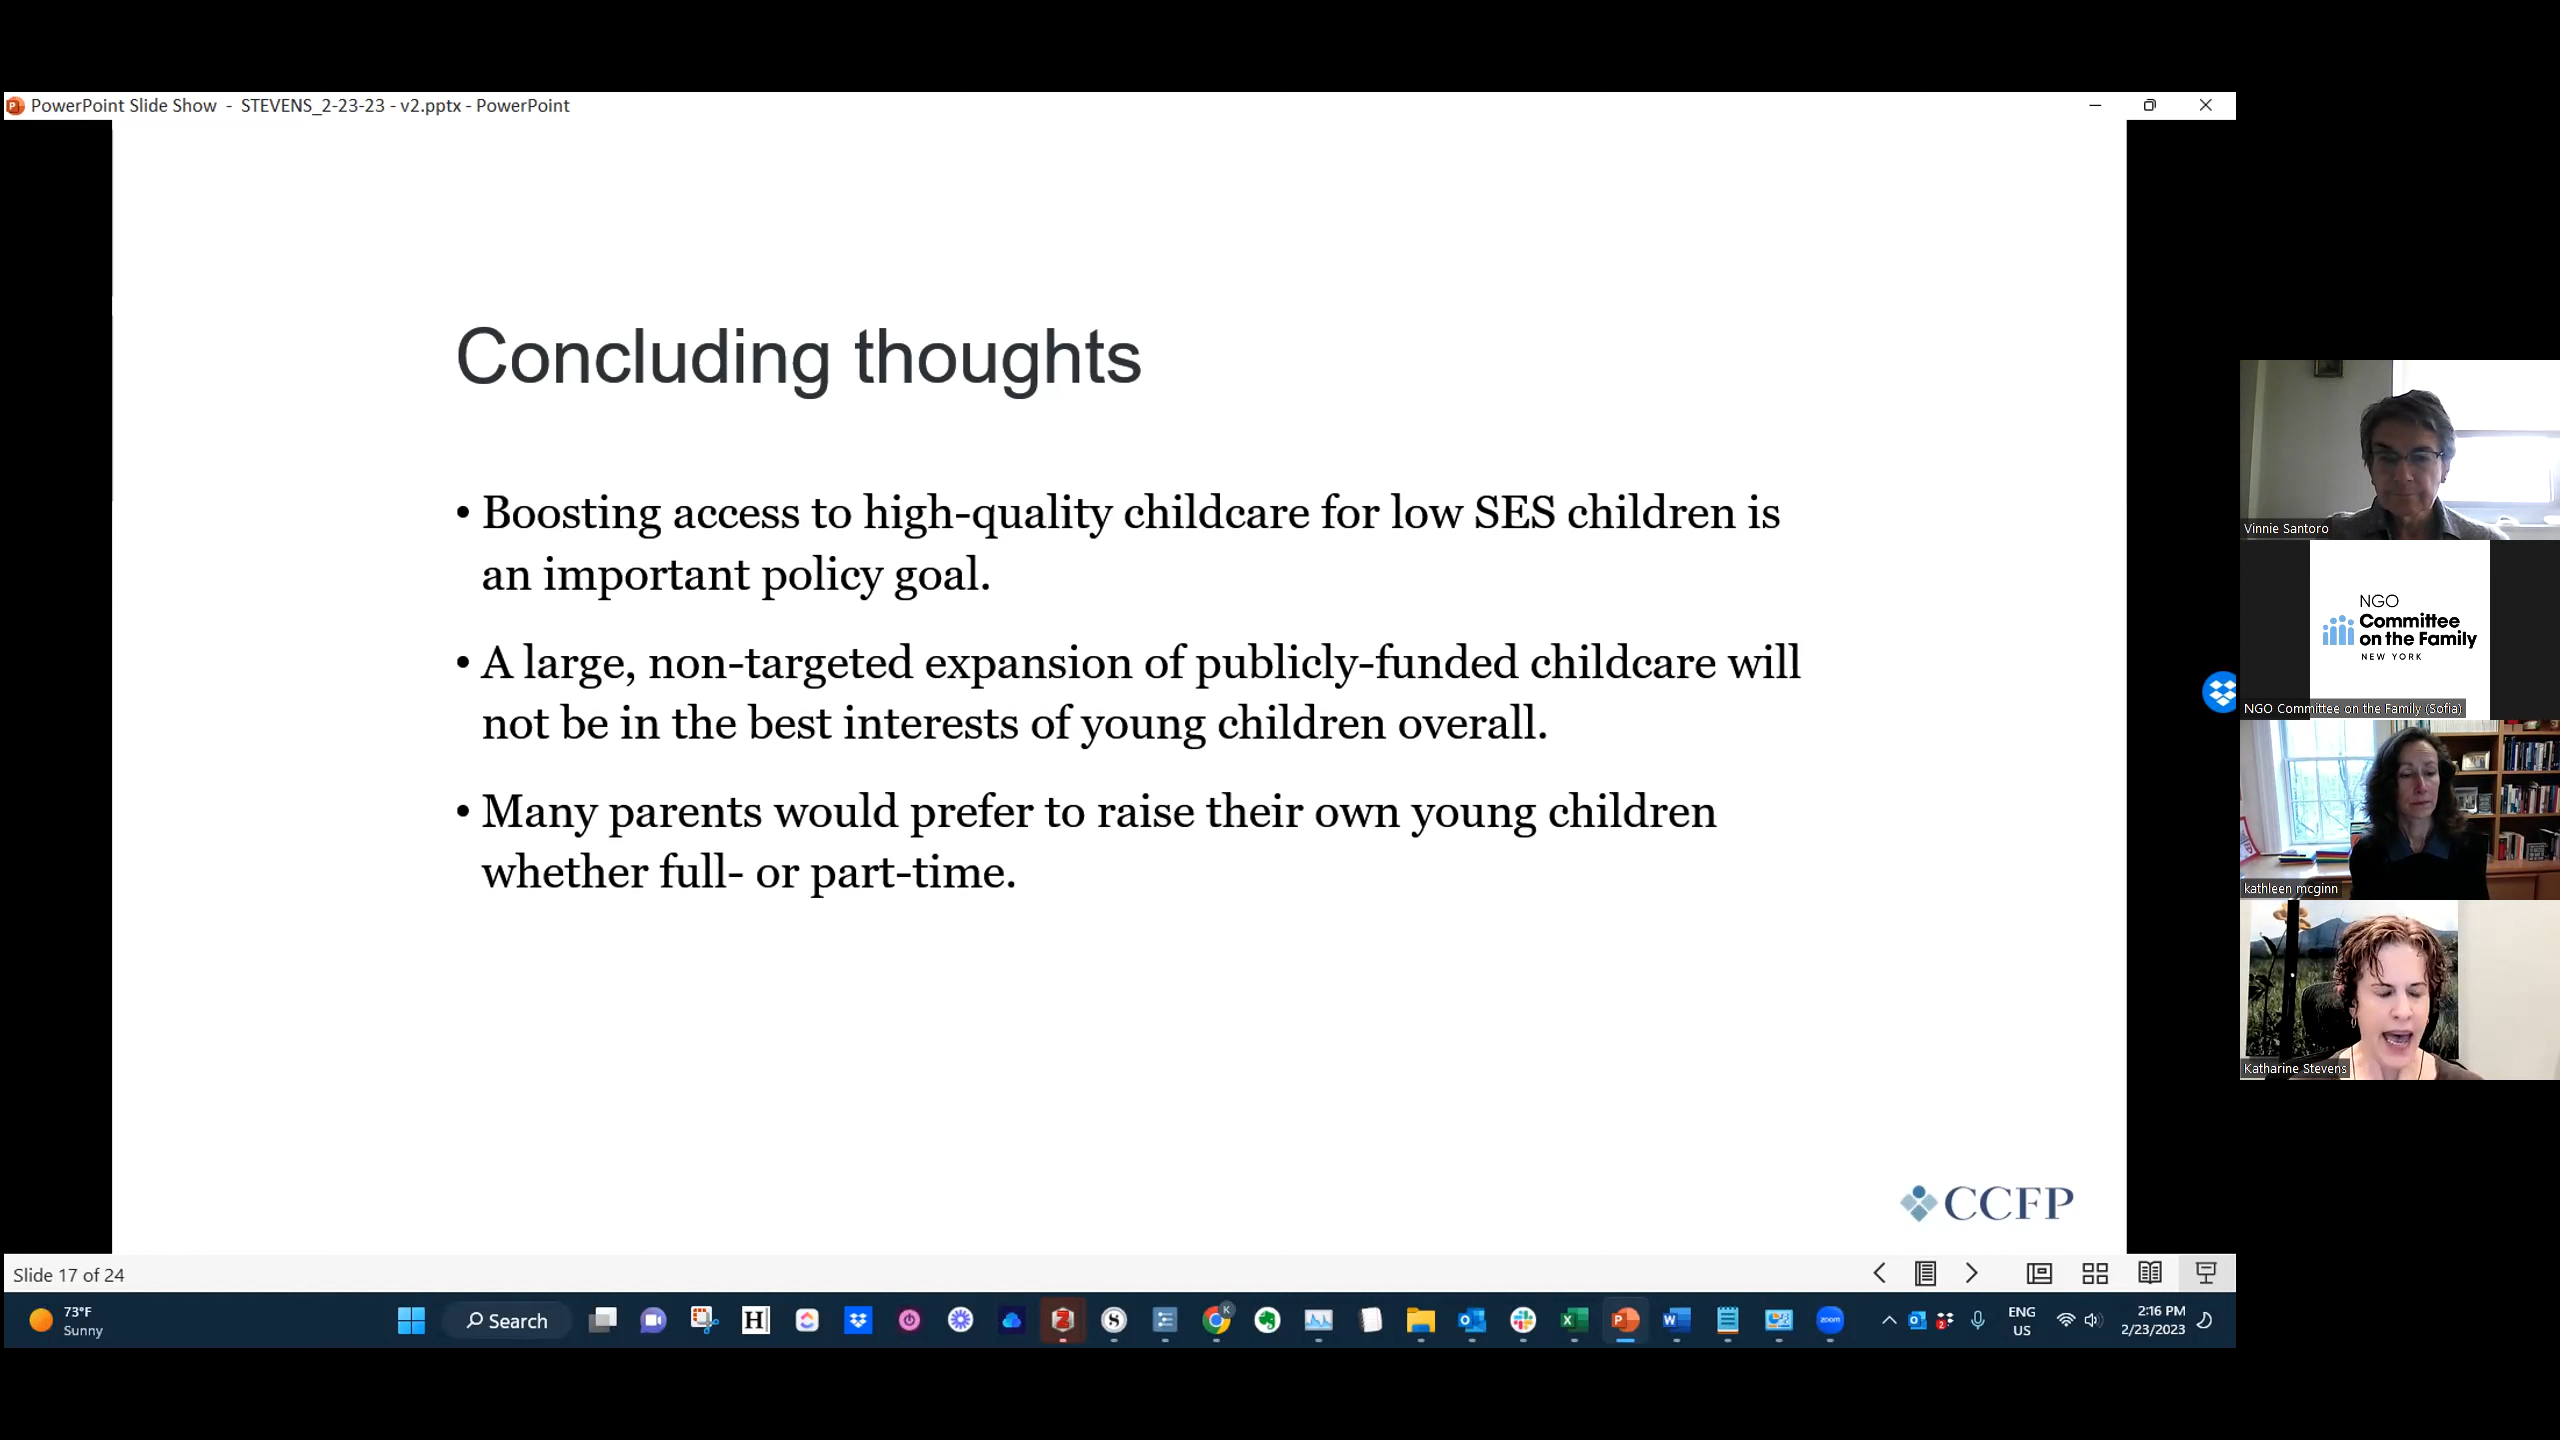 PowerPoint Slide Show - STEVENS_2-23-23 - v2.pptx - PowerPoint
Concluding thoughts
• Boosting access to high-quality childcare for low SES children is
an important policy goal.
• A large, non-targeted expansion of publicly-funded childcare will
not be in the best interests of young children overall.
• Many parents would prefer to raise their own young children
whether full- or part-time.
CCFP
Slide 17 of 24
73°F
Sunny
Search
ENG
US
2:16 PM
2/23/2023
Vinnie Santoro
NGO
Committee
on the Family
NEW YORK
NGO Committee on the Family (Sofia)
kathleen mcginn
Katharine Stevens